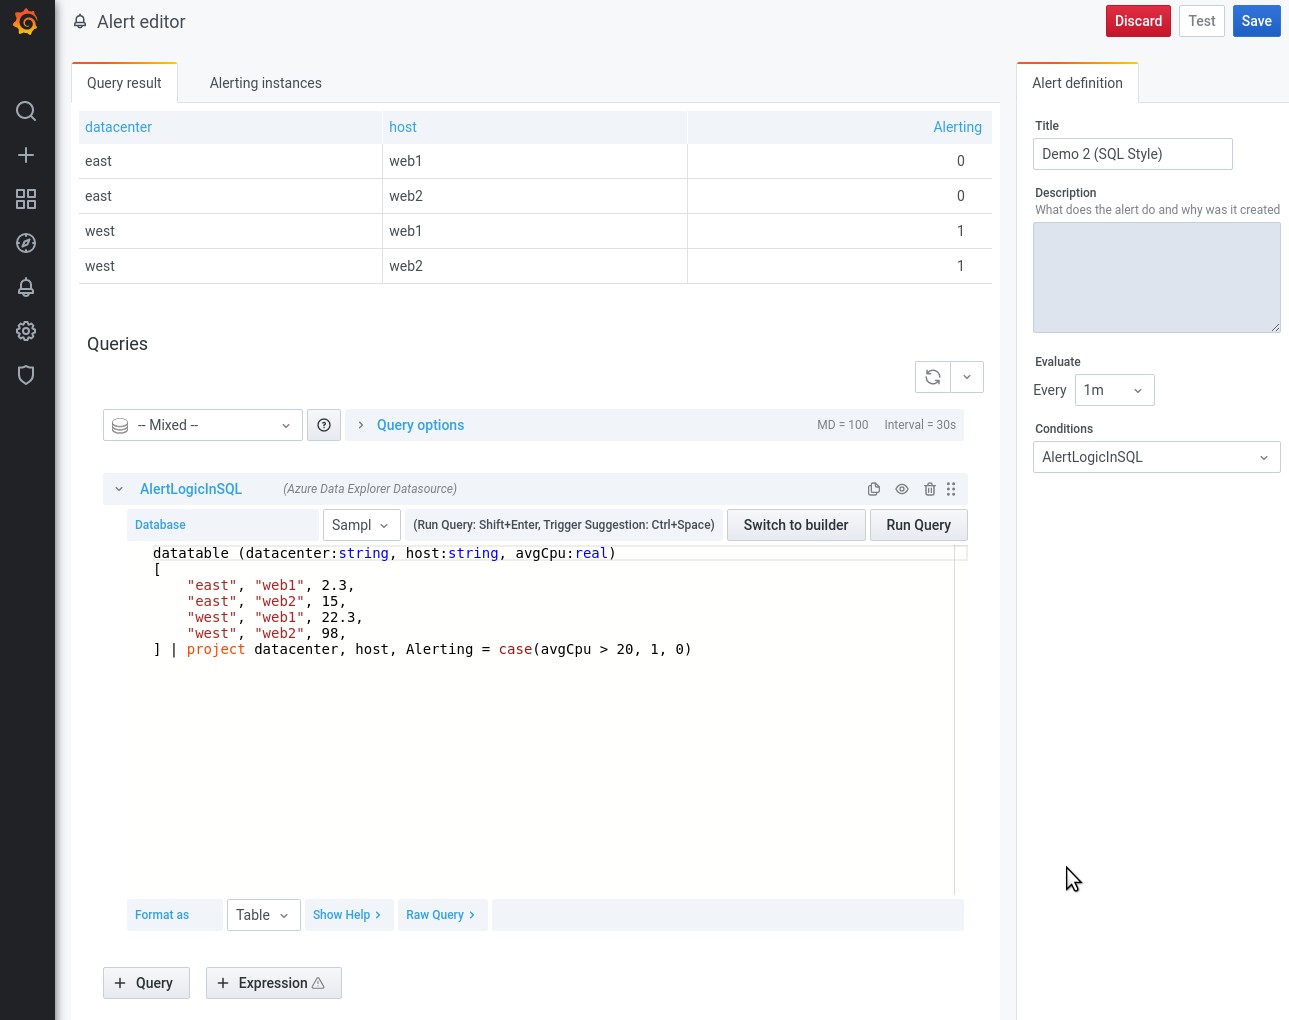 Alert editor
Discard
Test
Save
Query result
Alerting instances
datacenter host Alerting
east web1 0
east web2 0
west web1 1
west web2 1
Queries
-- Mixed --
Query options
MD = 100
Interval = 30s
AlertLogicInSQL
(Azure Data Explorer Datasource)
Database
Sampl
(Run Query: Shift+Enter, Trigger Suggestion: Ctrl+Space)
Switch to builder
Run Query
datatable (datacenter:string, host:string, avgCpu:real)
[
"east", "web1", 2.3,
"east", "web2", 15,
"west", "web1", 22.3,
"west", "web2", 98,
] | project datacenter, host, Alerting = case(avgCpu > 20, 1, 0)
Format as
Table
Show Help
Raw Query
+ Query
+ Expression
Alert definition
Title
Demo 2 (SQL Style)
Description
What does the alert do and why was it created
Evaluate
Every 1m
Conditions
AlertLogicInSQL